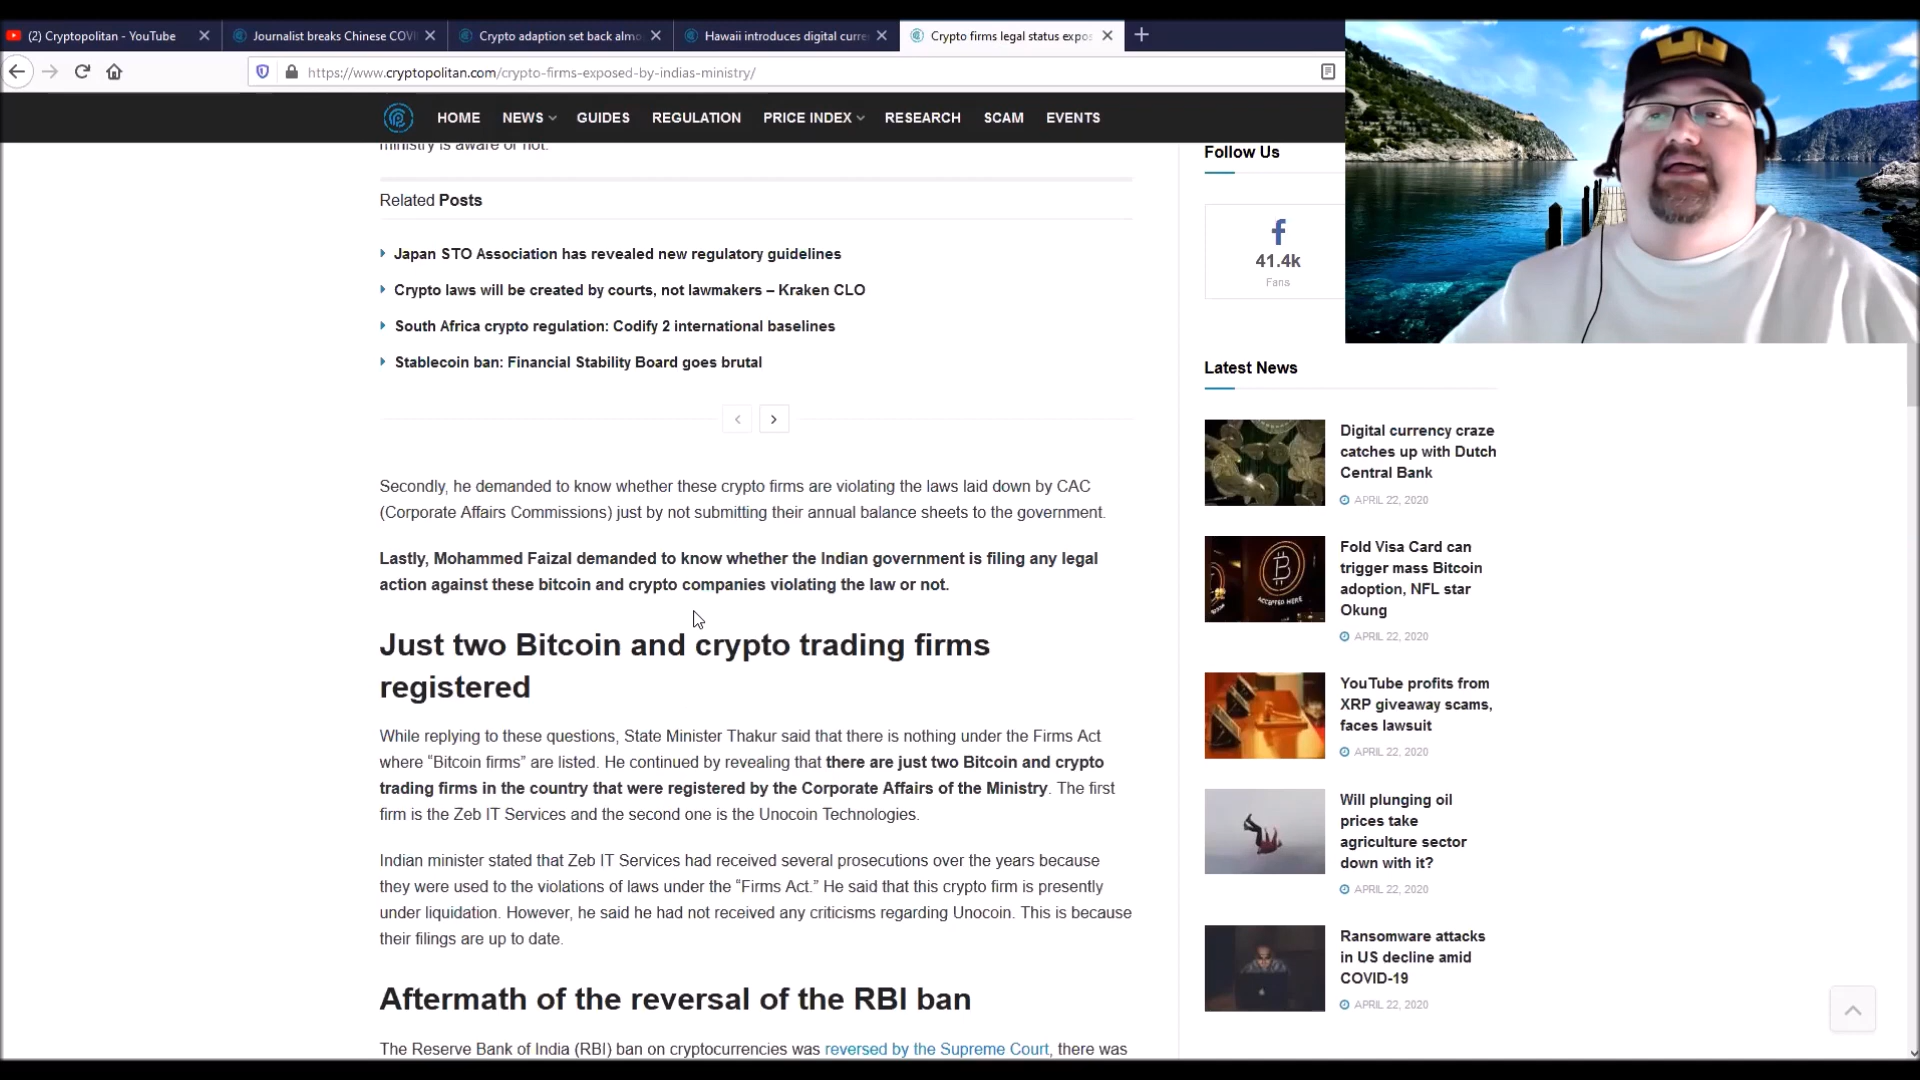 (2) Cryptopolitan - YouTube
Journalist breaks Chinese COVI
Crypto adaption set back almo
Hawaii introduces digital curre
Crypto firms legal status expos
https://www.cryptopolitan.com/crypto-firms-exposed-by-indias-ministry/
HOME NEWS GUIDES REGULATION PRICE INDEX RESEARCH SCAM EVENTS
ministry is aware or not.
Related Posts
Japan STO Association has revealed new regulatory guidelines
Crypto laws will be created by courts, not lawmakers – Kraken CLO
South Africa crypto regulation: Codify 2 international baselines
Stablecoin ban: Financial Stability Board goes brutal
Secondly, he demanded to know whether these crypto firms are violating the laws laid down by CAC
(Corporate Affairs Commissions) just by not submitting their annual balance sheets to the government.
Lastly, Mohammed Faizal demanded to know whether the Indian government is filing any legal
action against these bitcoin and crypto companies violating the law or not.
Just two Bitcoin and crypto trading firms
registered
While replying to these questions, State Minister Thakur said that there is nothing under the Firms Act
where “Bitcoin firms” are listed. He continued by revealing that there are just two Bitcoin and crypto
trading firms in the country that were registered by the Corporate Affairs of the Ministry. The first
firm is the Zeb IT Services and the second one is the Unocoin Technologies.
Indian minister stated that Zeb IT Services had received several prosecutions over the years because
they were used to the violations of laws under the “Firms Act.” He said that this crypto firm is presently
under liquidation. However, he said he had not received any criticisms regarding Unocoin. This is because
their filings are up to date.
Aftermath of the reversal of the RBI ban
The Reserve Bank of India (RBI) ban on cryptocurrencies was reversed by the Supreme Court, there was
Follow Us
41.4k
Fans
Latest News
Digital currency craze
catches up with Dutch
Central Bank
APRIL 22, 2020
ACCEPTED HERE
Fold Visa Card can
trigger mass Bitcoin
adoption, NFL star
Okung
APRIL 22, 2020
YouTube profits from
XRP giveaway scams,
faces lawsuit
APRIL 22, 2020
Will plunging oil
prices take
agriculture sector
down with it?
APRIL 22, 2020
Ransomware attacks
in US decline amid
COVID-19
APRIL 22, 2020